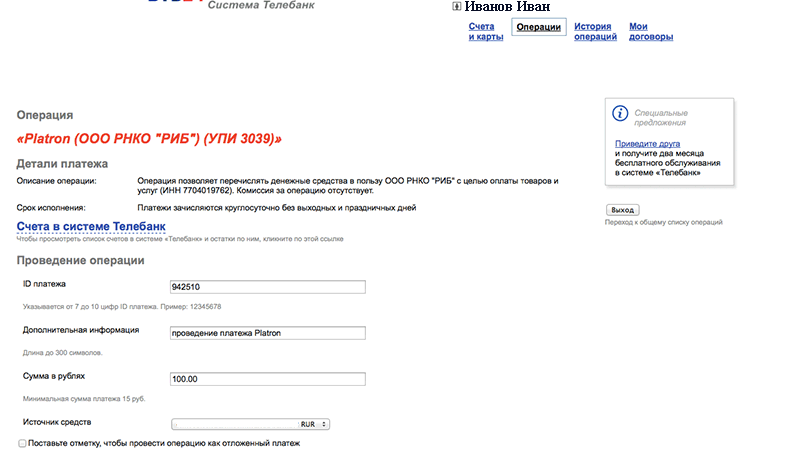 Система Телебанк
Иванов Иван
Счета и карты
Операции
История операций
Мои договоры
Операция
«Platron (ООО РНКО "РИБ") (УПИ 3039)»
Детали платежа
Описание операции: Операция позволяет перечислять денежные средства в пользу ООО РНКО "РИБ" с целью оплаты товаров и
услуг (ИНН 7704019762). Комиссия за операцию отсутствует.
Срок исполнения: Платежи зачисляются круглосуточно без выходных и праздничных дней
Счета в системе Телебанк
Чтобы просмотреть список счетов в системе «Телебанк» и остатки по ним, кликните по этой ссылке
Проведение операции
ID платежа 942510
Указывается от 7 до 10 цифр ID платежа. Пример: 12345678
Дополнительная информация проведение платежа Platron
Длина до 300 символов.
Сумма в рублях 100.00
Минимальная сумма платежа 15 руб.
Источник средств RUR
Поставьте отметку, чтобы провести операцию как отложенный платеж
Специальные
предложения
Приведите друга
и получите два месяца
бесплатного обслуживания
в системе «Телебанк»
Выход
Переход к общему списку операций